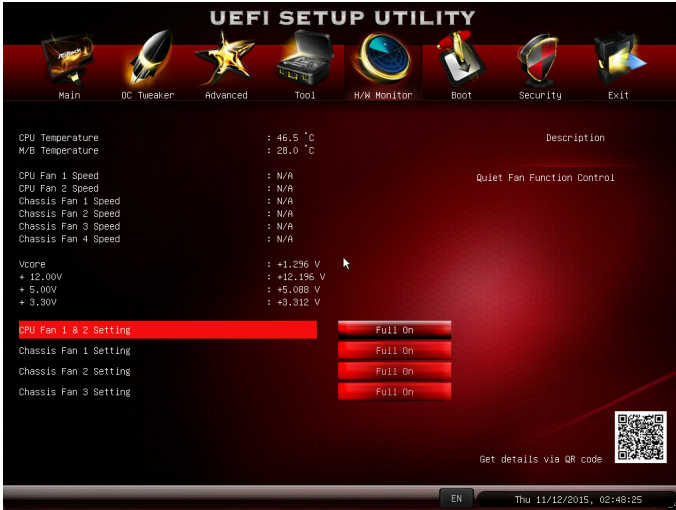 UEFI SETUP UTILITY
ASRock
Main OC Tweaker Advanced Tool H/W Monitor Boot Security Exit
CPU Temperature : 46.5 °C
M/B Temperature : 28.0 °C
Description
CPU Fan 1 Speed : N/A
Quiet Fan Function Control
CPU Fan 2 Speed : N/A
Chassis Fan 1 Speed : N/A
Chassis Fan 2 Speed : N/A
Chassis Fan 3 Speed : N/A
Chassis Fan 4 Speed : N/A
Vcore : +1.296 V
+ 12.00V : +12.196 V
+ 5.00V : +5.088 V
+ 3.30V : +3.312 V
CPU Fan 1 & 2 Setting Full On
Chassis Fan 1 Setting Full On
Chassis Fan 2 Setting Full On
Chassis Fan 3 Setting Full On
Get details via QR code
EN Thu 11/12/2015, 02:48:25